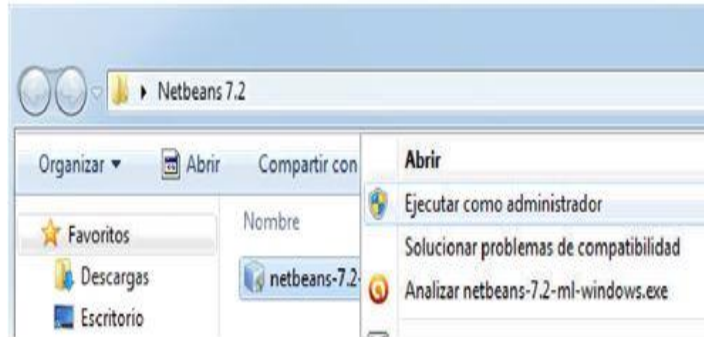 Netbeans 7.2
Organizar
Abrir
Compartir con
Favoritos
Descargas
Escritorio
Nombre
netbeans-7.2-
Abrir
Ejecutar como administrador
Solucionar problemas de compatibilidad
Analizar netbeans-7.2-ml-windows.exe